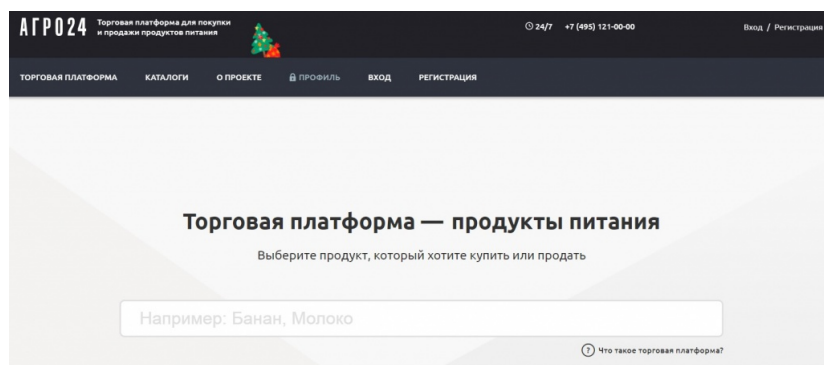 АГРО24
Торговая платформа для покупки
и продажи продуктов питания
24/7 +7 (495) 121-00-00
Вход / Регистрация
ТОРГОВАЯ ПЛАТФОРМА КАТАЛОГИ О ПРОЕКТЕ ПРОФИЛЬ ВХОД РЕГИСТРАЦИЯ
Торговая платформа — продукты питания
Выберите продукт, который хотите купить или продать
Например: Банан, Молоко
? Что такое торговая платформа?